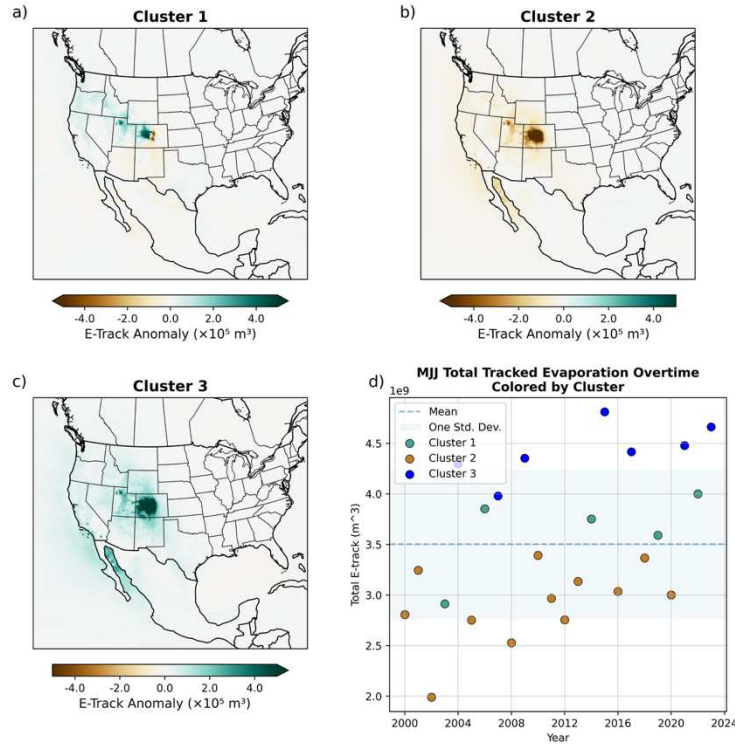 a)
Cluster 1
-4.0 -2.0 0.0 2.0 4.0
E-Track Anomaly (×10⁵ m³)
b)
Cluster 2
-4.0 -2.0 0.0 2.0 4.0
E-Track Anomaly (×10⁵ m³)
c)
Cluster 3
-4.0 -2.0 0.0 2.0 4.0
E-Track Anomaly (×10⁵ m³)
d)
MJJ Total Tracked Evaporation Overtime
Colored by Cluster
1e9
Mean
One Std. Dev.
Cluster 1
Cluster 2
Cluster 3
4.5
4.0
3.5
3.0
2.5
2.0
Total E-track (m^3)
2000 2004 2008 2012 2016 2020 2024
Year